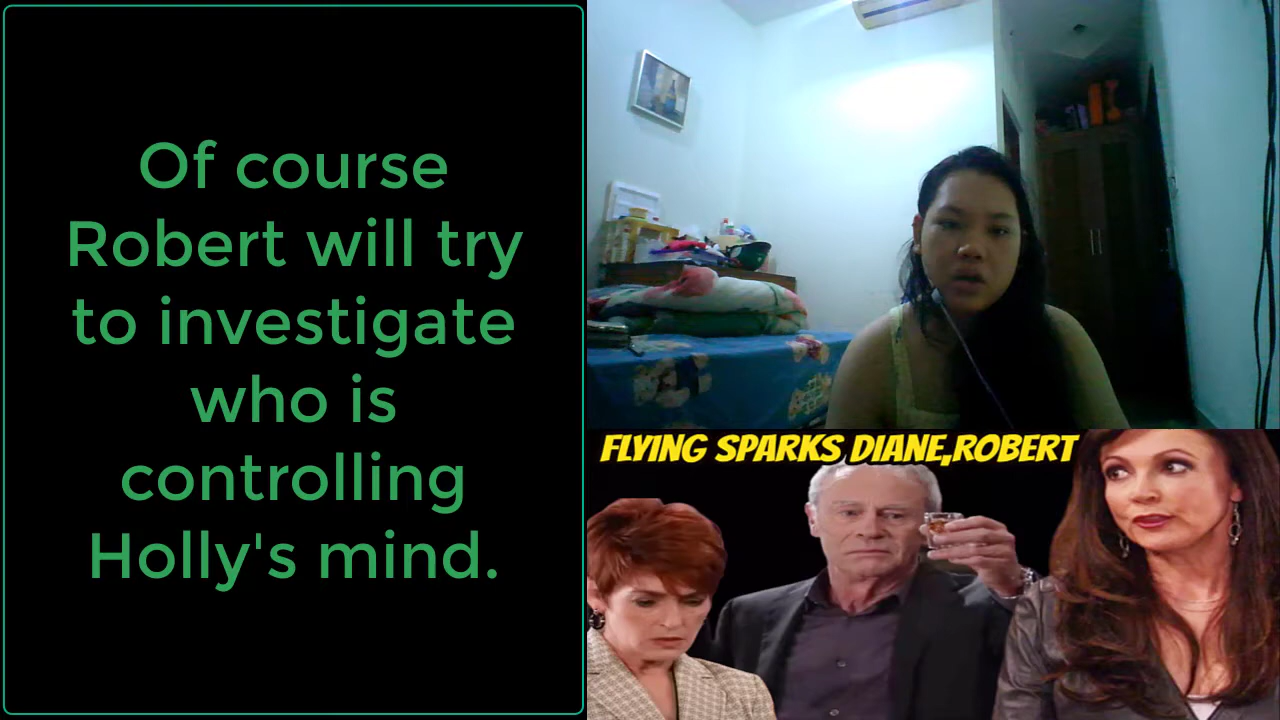 Of course
Robert will try
to investigate
who is
controlling
Holly's mind.
FLYING SPARKS DIANE,ROBERT